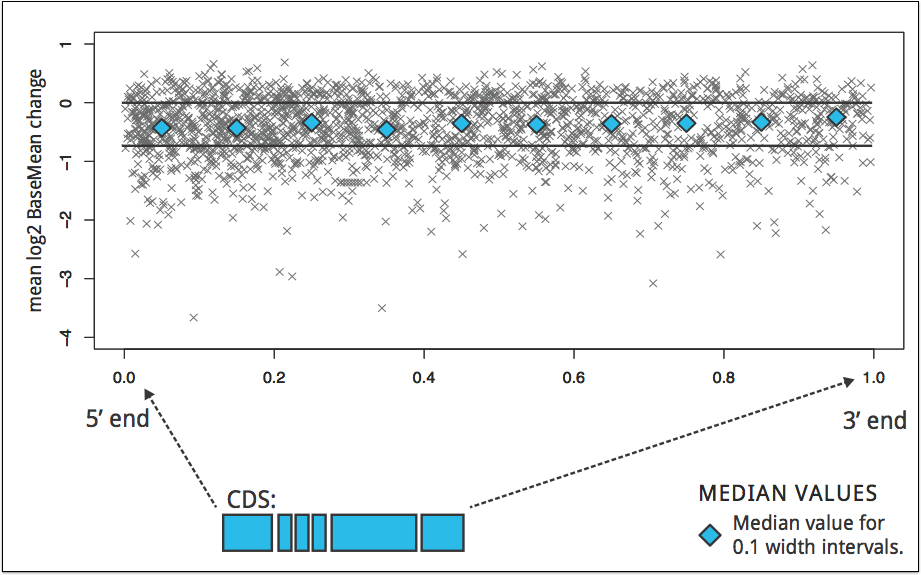 mean log2 BaseMean change
1
0
-1
-2
-3
-4
0.0 0.2 0.4 0.6 0.8 1.0
5’ end
3’ end
CDS:
MEDIAN VALUES
Median value for
0.1 width intervals.